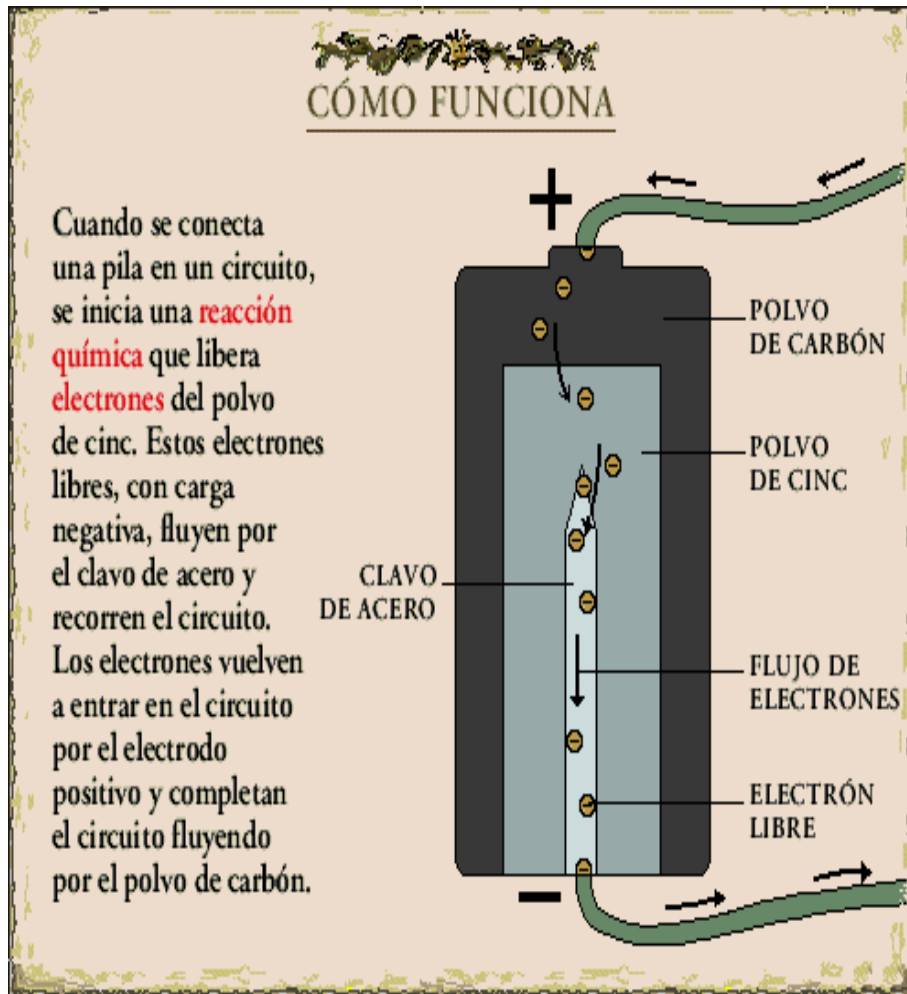 CÓMO FUNCIONA
Cuando se conecta
una pila en un circuito,
se inicia una reacción
química que libera
electrones del polvo
de cinc. Estos electrones
libres, con carga
negativa, fluyen por
el clavo de acero y
recorren el circuito.
Los electrones vuelven
a entrar en el circuito
por el electrodo
positivo y completan
el circuito fluyendo
por el polvo de carbón.
+
POLVO
DE CARBÓN
POLVO
DE CINC
CLAVO
DE ACERO
FLUJO DE
ELECTRONES
ELECTRÓN
LIBRE
−